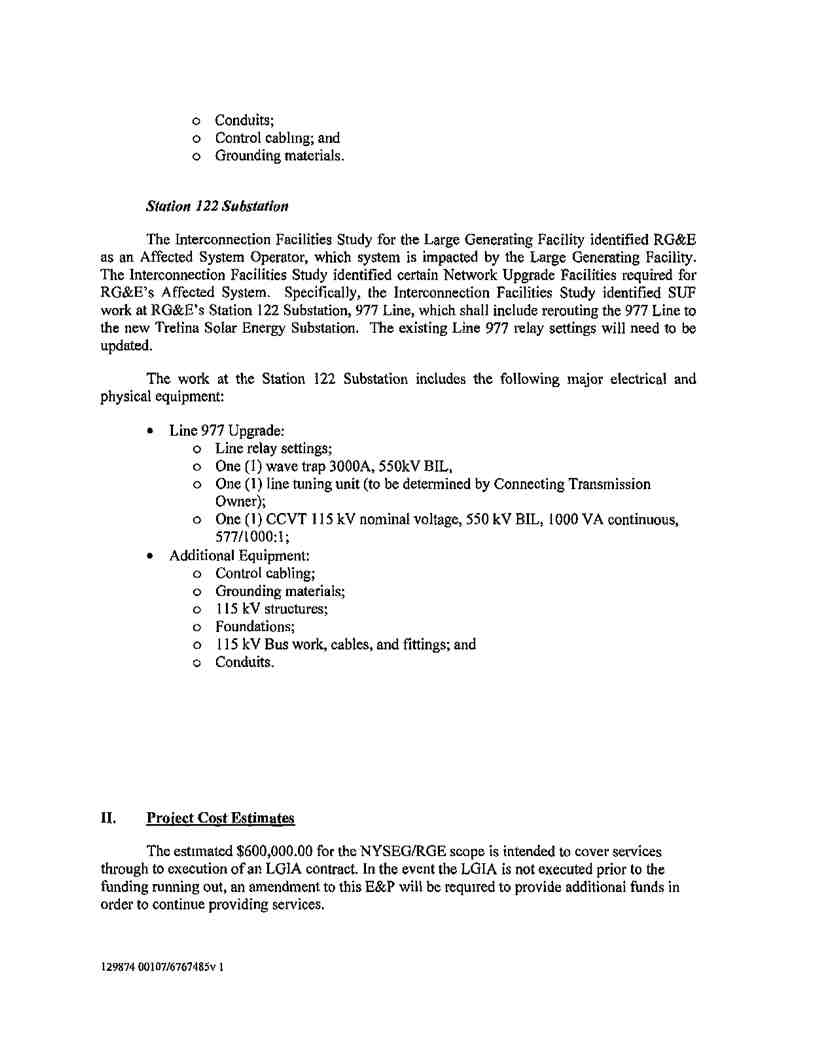 o Conduits;
o Control cabling; and
o Grounding materials.
Station 122 Substation
The Interconnection Facilities Study for the Large Generating Facility identified RG&E
as an Affected System Operator, which system is impacted by the Large Generating Facility.
The Interconnection Facilities Study identified certain Network Upgrade Facilities required for
RG&E's Affected System. Specifically, the Interconnection Facilities Study identified SUF
work at RG&E's Station 122 Substation, 977 Line, which shall include rerouting the 977 Line to
the new Trelina Solar Energy Substation. The existing Line 977 relay settings will need to be
updated.
The work at the Station 122 Substation includes the following major electrical and
physical equipment:
• Line 977 Upgrade:
o Line relay settings;
o One (1) wave trap 3000A, 550kV BIL,
o One (1) line tuning unit (to be determined by Connecting Transmission
Owner);
o One (1) CCVT 115 kV nominal voltage, 550 kV BIL, 1000 VA continuous,
577/1000:1;
• Additional Equipment:
o Control cabling;
o Grounding materials;
o 115 kV structures;
o Foundations;
o 115 kV Bus work, cables, and fittings; and
o Conduits.
II. Project Cost Estimates
The estimated $600,000.00 for the NYSEG/RGE scope is intended to cover services
through to execution of an LGIA contract. In the event the LGIA is not executed prior to the
funding running out, an amendment to this E&P will be required to provide additional funds in
order to continue providing services.
129874 00107/6767485v 1